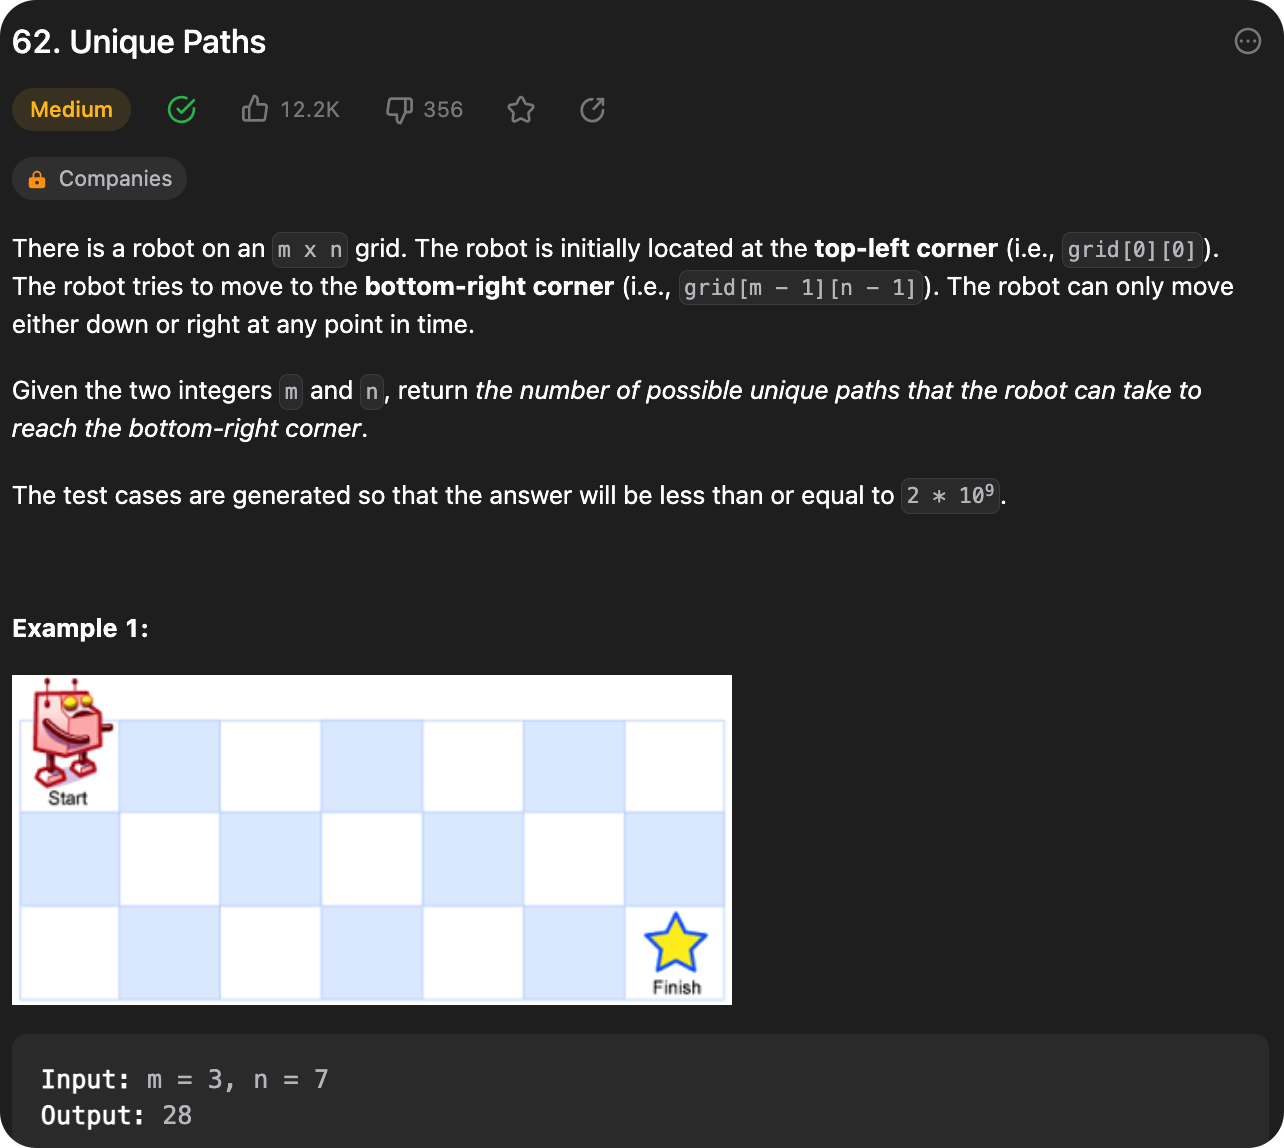 62. Unique Paths
Medium 12.2K 356
Companies
There is a robot on an m x n grid. The robot is initially located at the top-left corner (i.e., grid[0][0]).
The robot tries to move to the bottom-right corner (i.e., grid[m - 1][n - 1]). The robot can only move
either down or right at any point in time.
Given the two integers m and n, return the number of possible unique paths that the robot can take to
reach the bottom-right corner.
The test cases are generated so that the answer will be less than or equal to 2 * 10⁹.
Example 1:
Start
Finish
Input: m = 3, n = 7
Output: 28